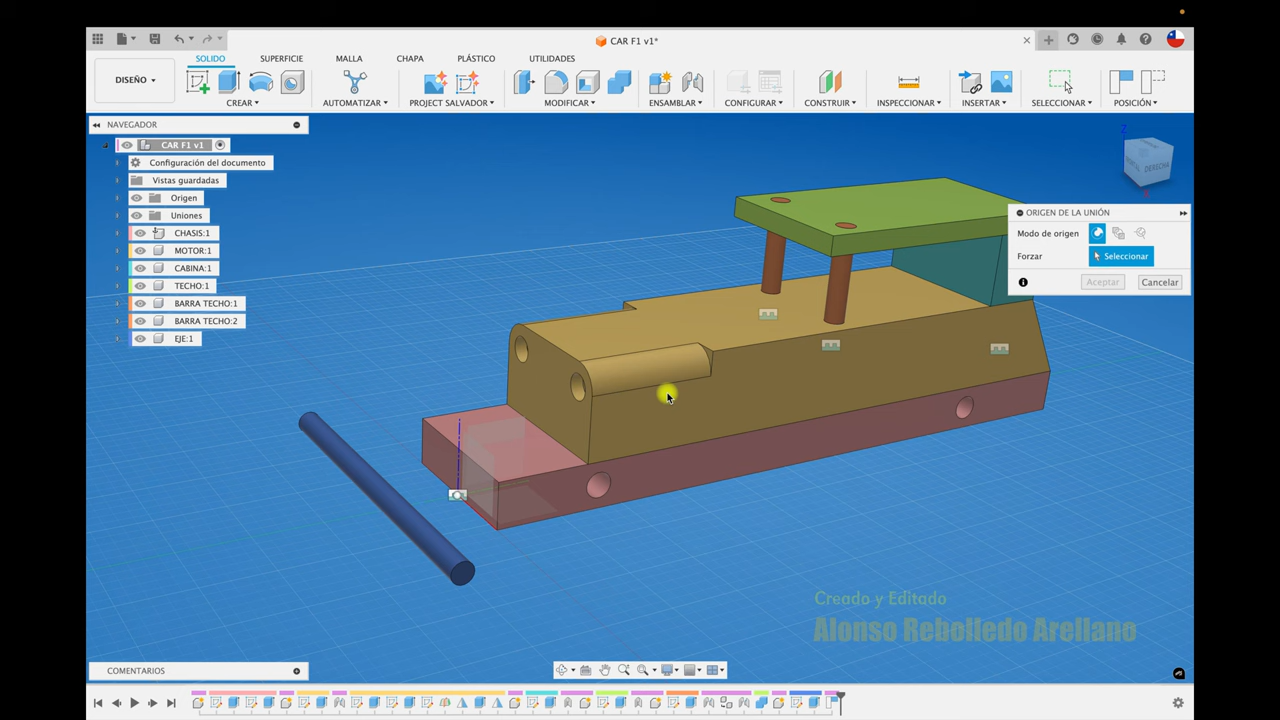 CAR F1 v1*
DISEÑO
SOLIDO SUPERFICIE MALLA CHAPA PLÁSTICO UTILIDADES
CREAR AUTOMATIZAR PROJECT SALVADOR MODIFICAR ENSAMBLAR CONFIGURAR CONSTRUIR INSPECCIONAR INSERTAR SELECCIONAR POSICIÓN
NAVEGADOR
CAR F1 v1
Configuración del documento
Vistas guardadas
Origen
Uniones
CHASIS:1
MOTOR:1
CABINA:1
TECHO:1
BARRA TECHO:1
BARRA TECHO:2
EJE:1
Z
DERECHA
ORIGEN DE LA UNIÓN
Modo de origen
Forzar Seleccionar
Aceptar Cancelar
Creado y Editado
Alonso Rebolledo Arellano
COMENTARIOS